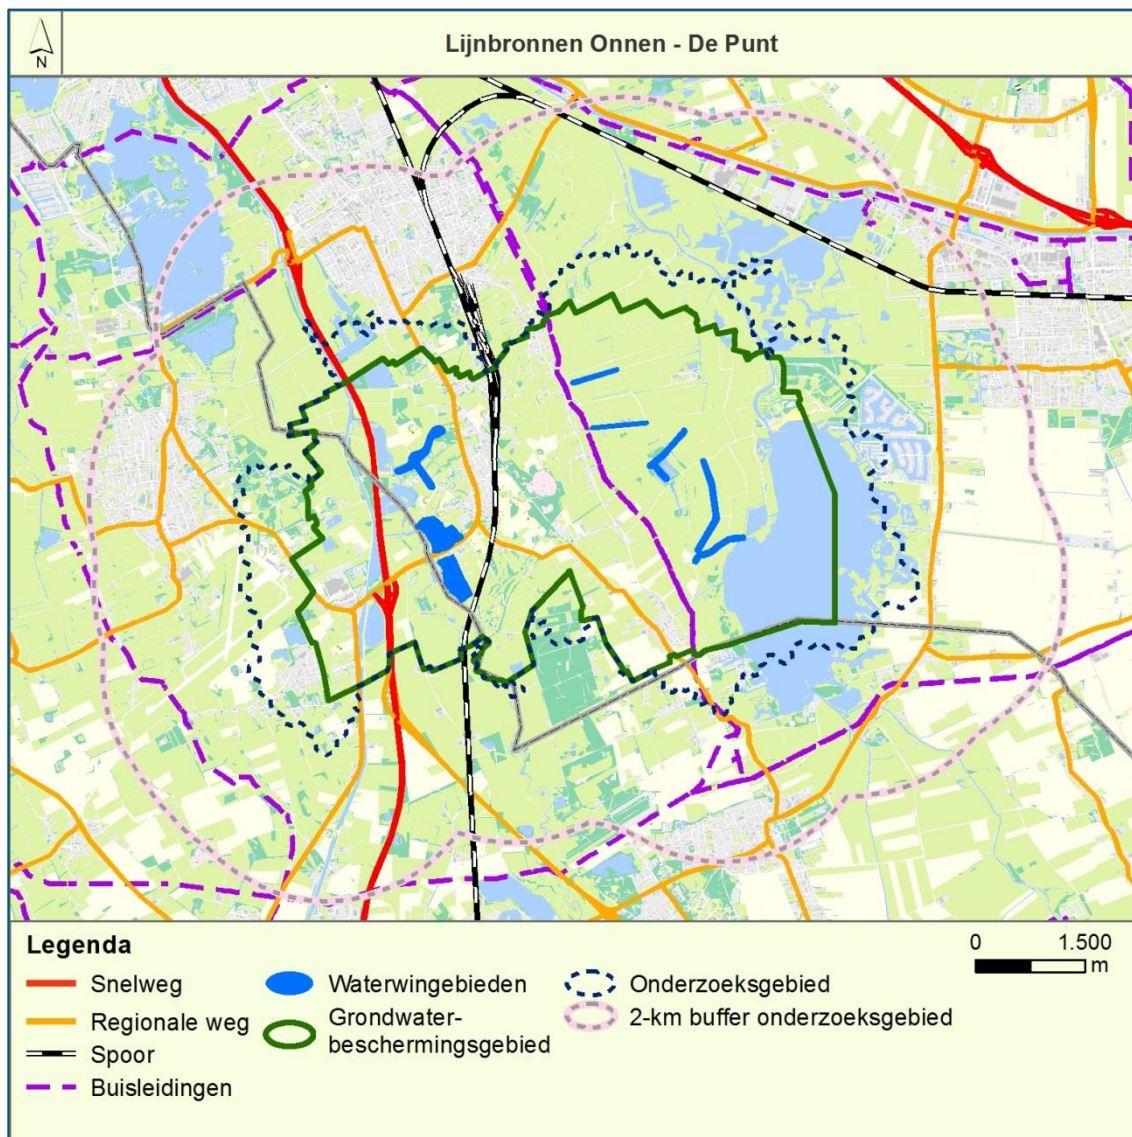 N
Lijnbronnen Onnen - De Punt
Legenda
Snelweg
Regionale weg
Spoor
Buisleidingen
Waterwingebieden
Grondwater-
beschermingsgebied
Onderzoeksgebied
2-km buffer onderzoeksgebied
0 1.500
m